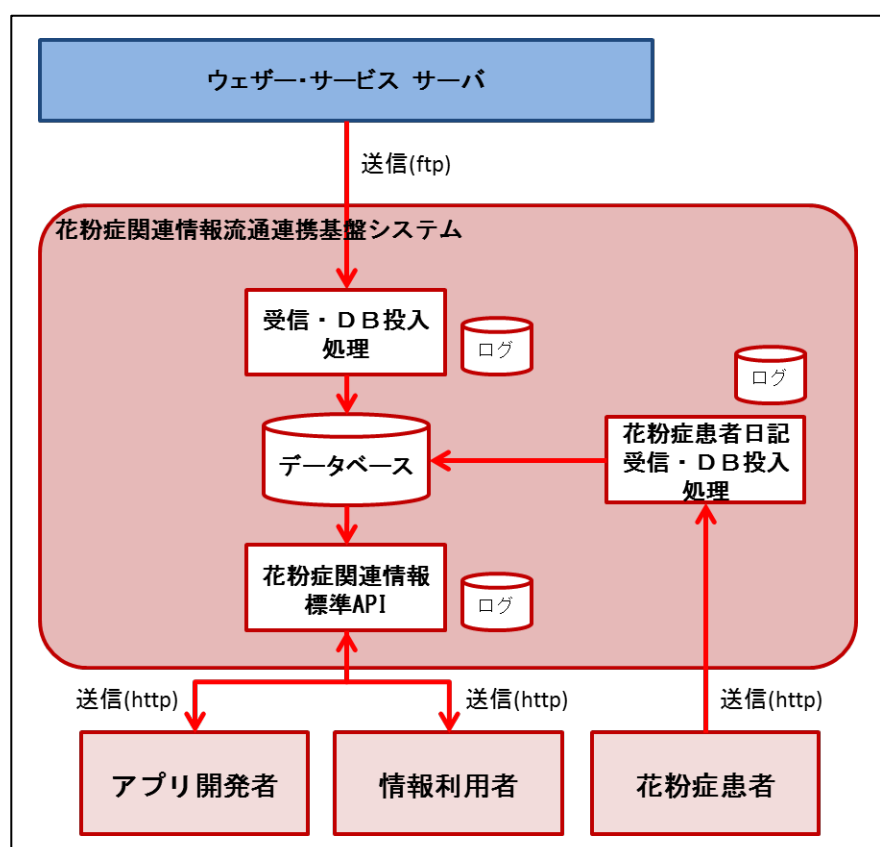 ウェザー・サービス サーバ
送信(ftp)
花粉症関連情報流通連携基盤システム
受信・ＤＢ投入
処理
ログ
ログ
データベース
花粉症患者日記
受信・ＤＢ投入
処理
花粉症関連情報
標準API
ログ
送信(http)
送信(http)
送信(http)
アプリ開発者
情報利用者
花粉症患者